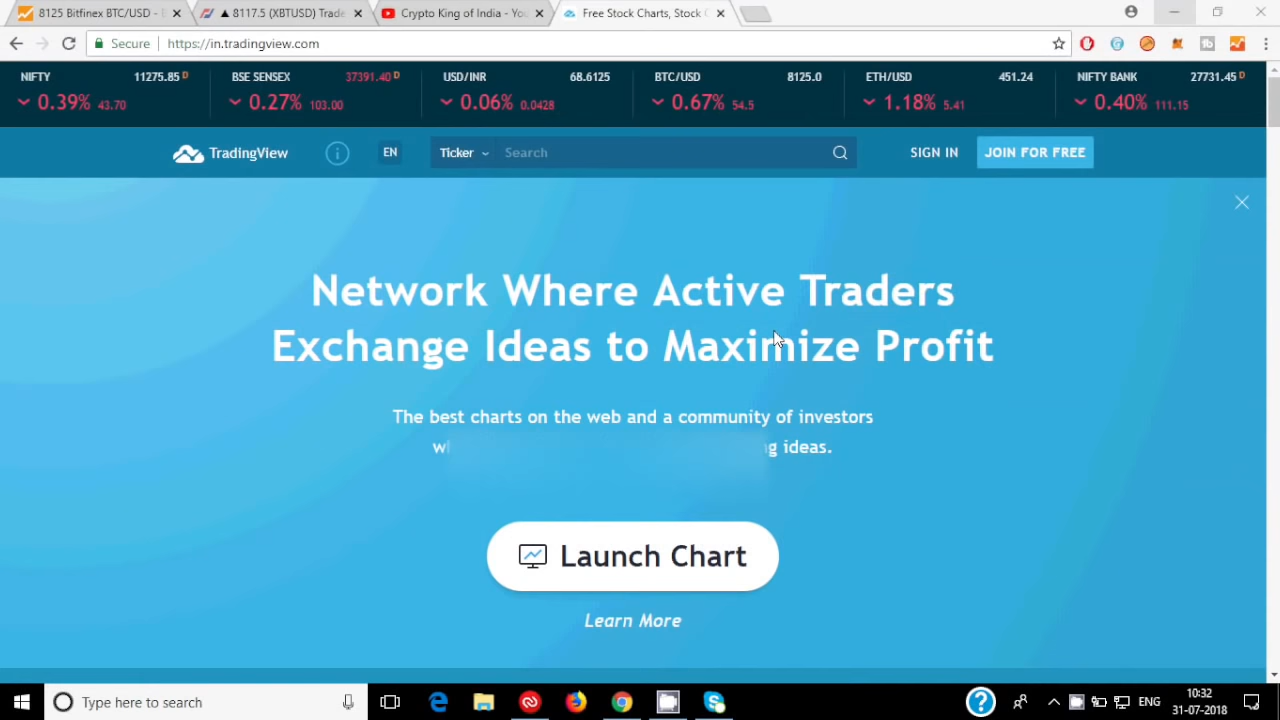 8125 Bitfinex BTC/USD -
▲ 8117.5 (XBTUSD) Trade
Crypto King of India - You
Free Stock Charts, Stock
Secure
https://in.tradingview.com
NIFTY 11275.85 D
0.39% 43.70
BSE SENSEX 37391.40 D
0.27% 103.00
USD/INR 68.6125
0.06% 0.0428
BTC/USD 8125.0
0.67% 54.5
ETH/USD 451.24
1.18% 5.41
NIFTY BANK 27731.45 D
0.40% 111.15
TradingView
EN
Ticker
Search
SIGN IN
JOIN FOR FREE
Network Where Active Traders
Exchange Ideas to Maximize Profit
The best charts on the web and a community of investors
ideas.
Launch Chart
Learn More
Type here to search
ENG
10:32
31-07-2018